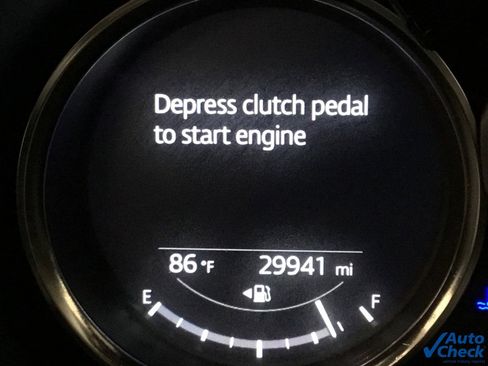 Depress clutch pedal
to start engine
86 °F 29941 mi
E F
Auto
Check